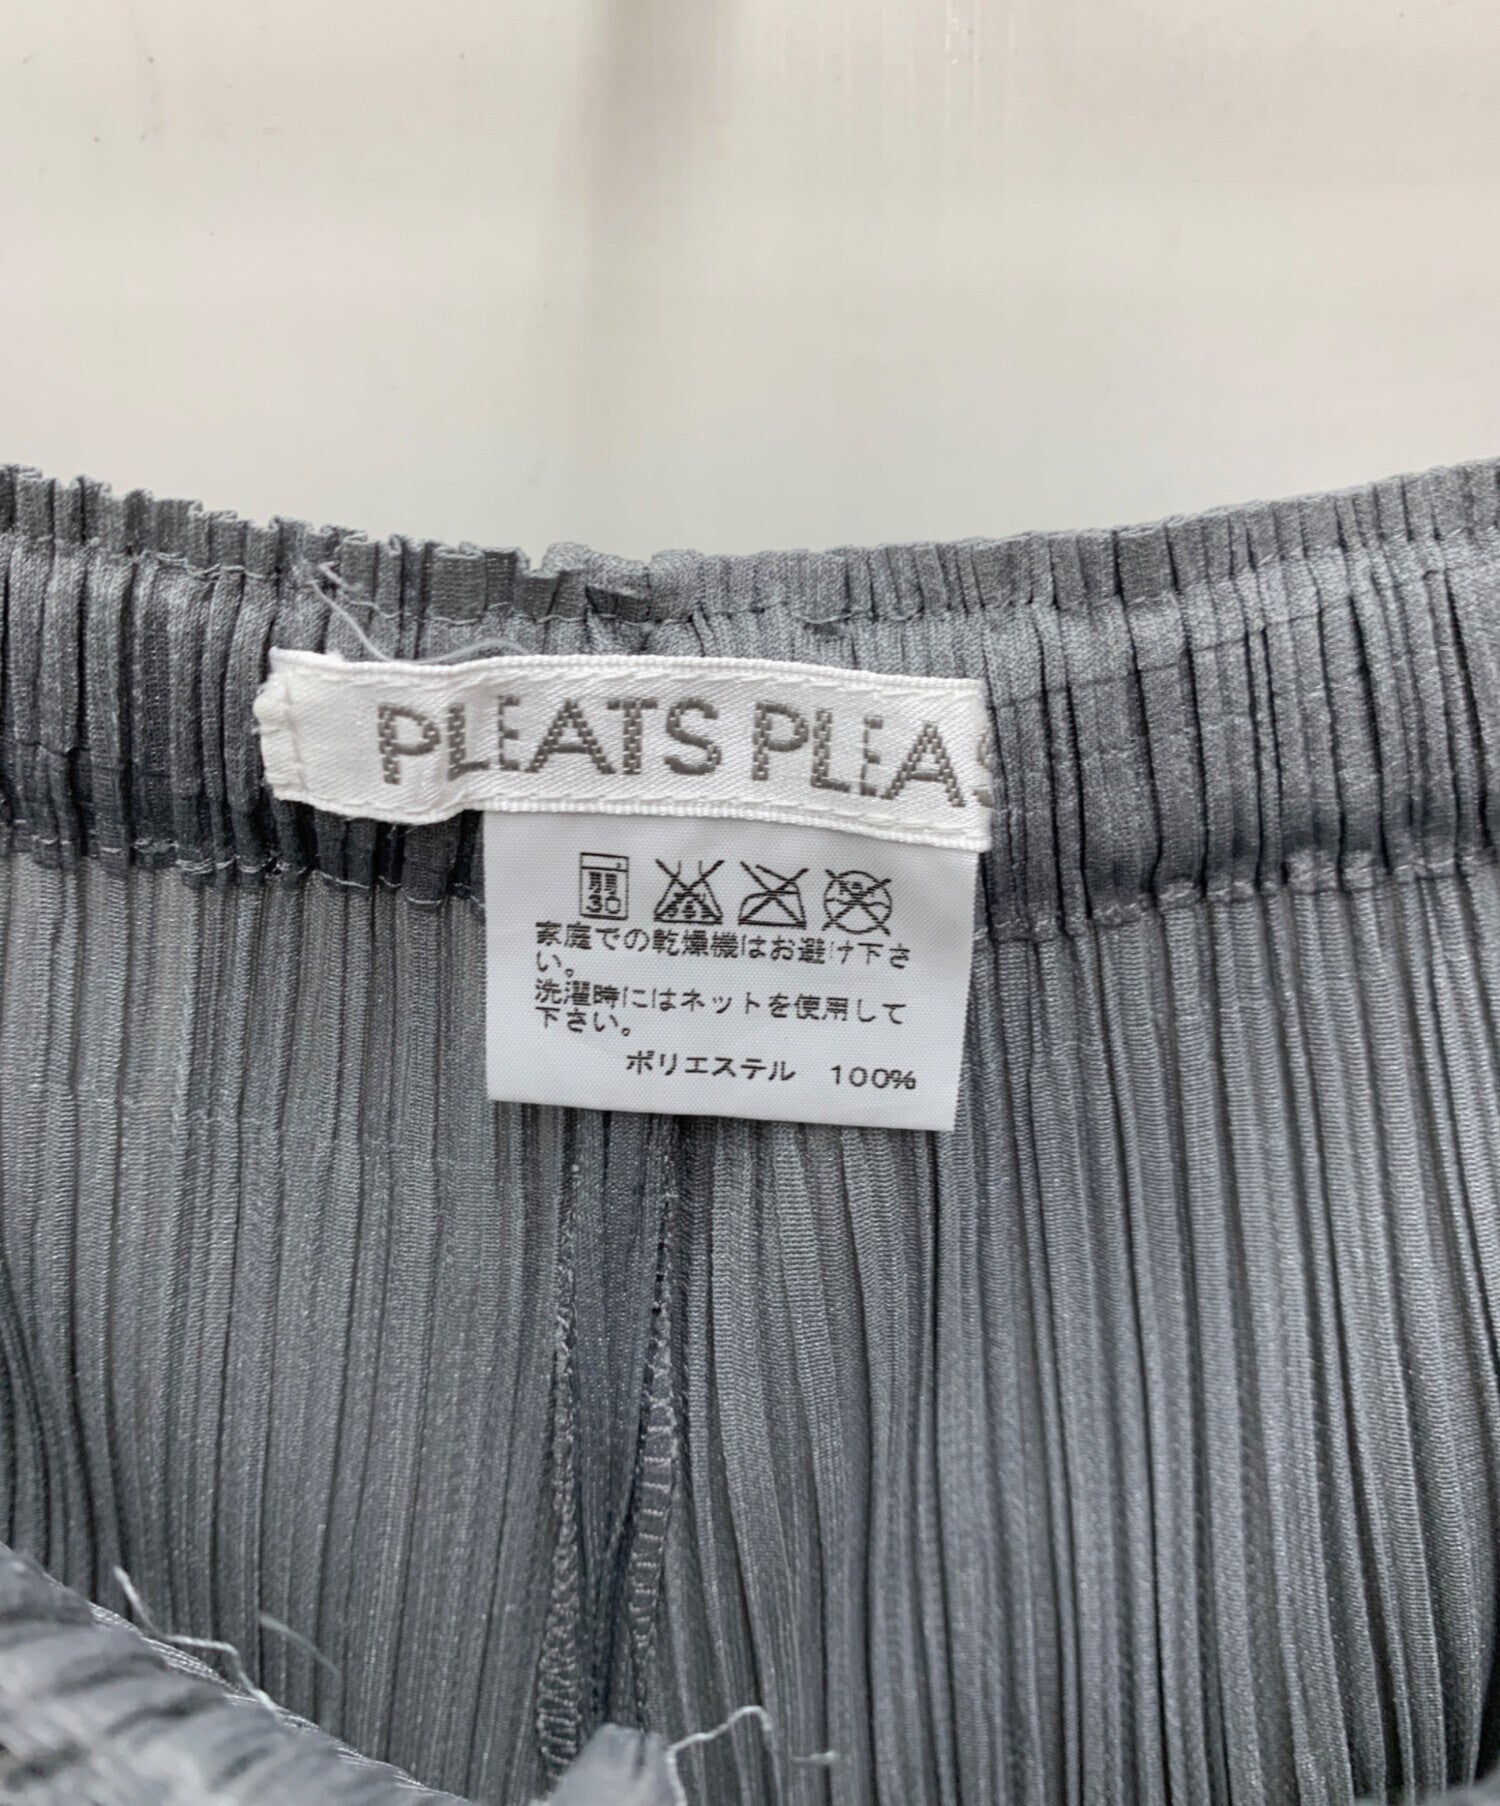 PLEATS PLEAS
弱
30
家庭での乾燥機はお避け下さ
い。
洗濯時にはネットを使用して
下さい。
ポリエステル 100%